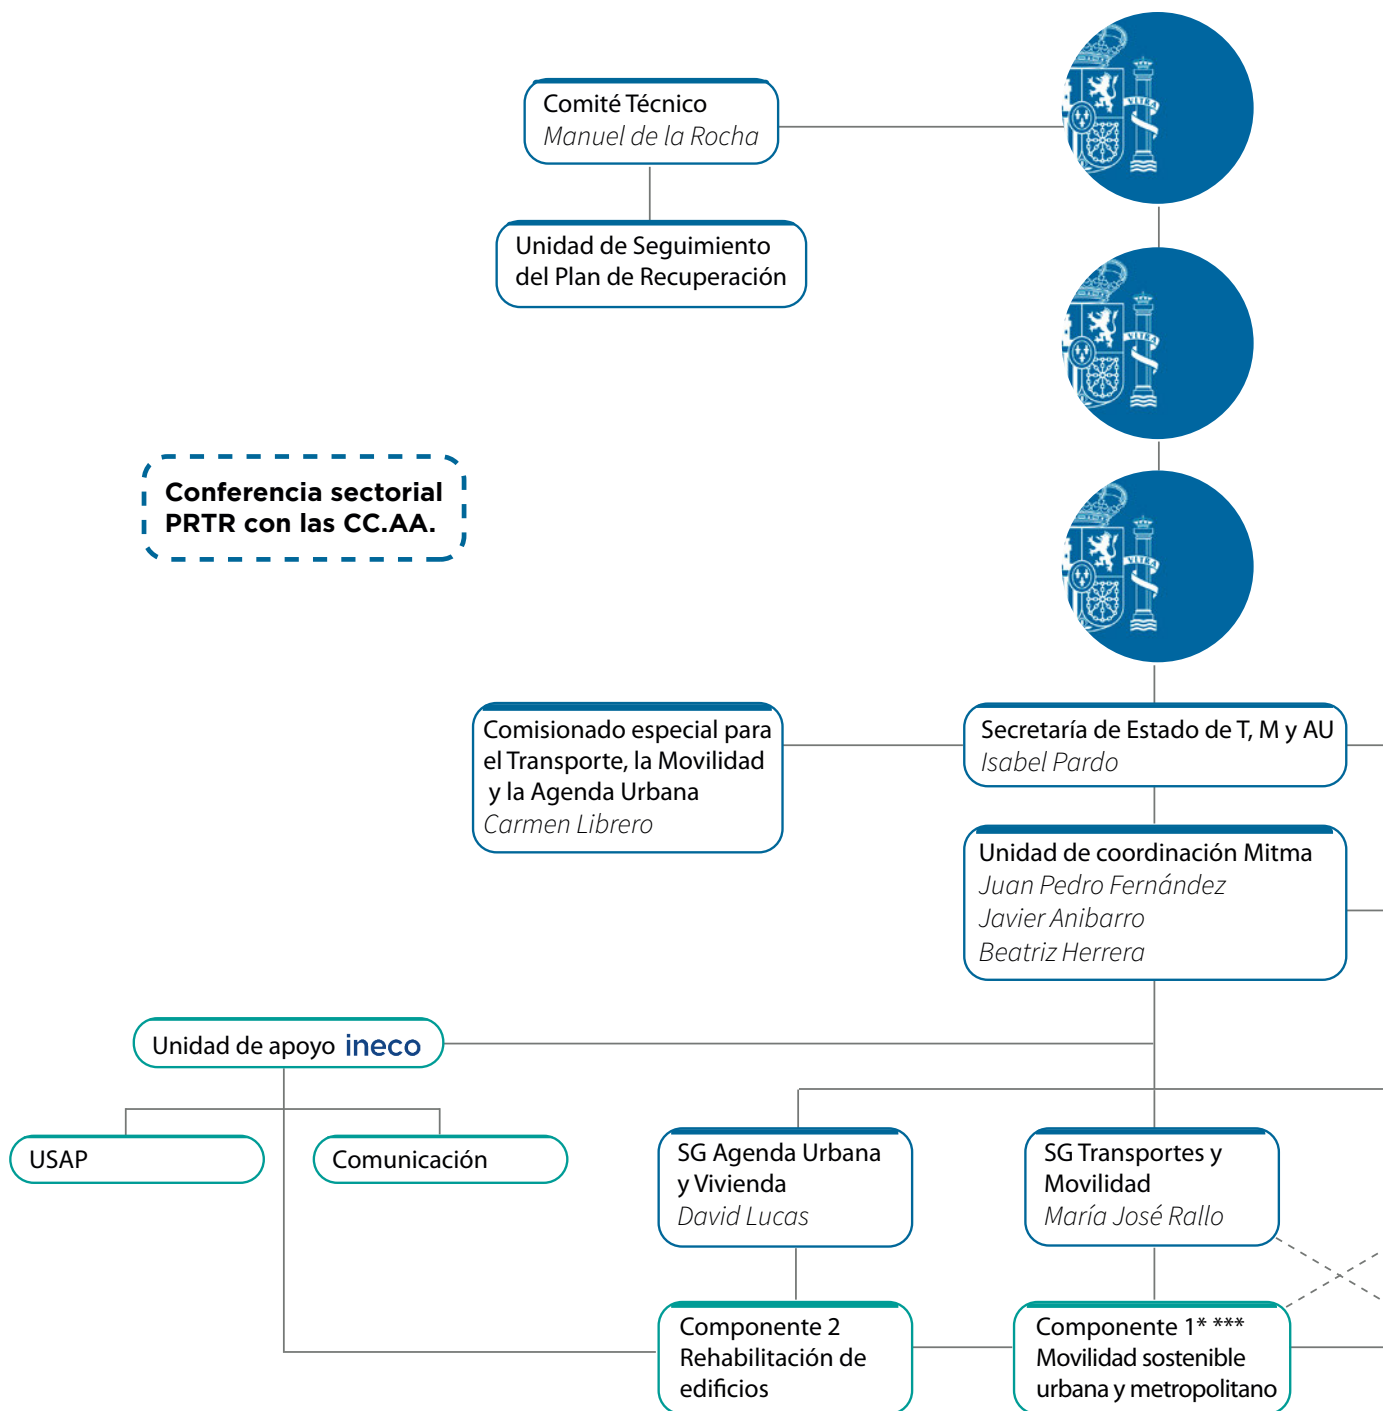 Comité Técnico
Manuel de la Rocha
VLTRA
Unidad de Seguimiento
del Plan de Recuperación
VLTRA
Conferencia sectorial
PRTR con las CC.AA.
VLTRA
Comisionado especial para
el Transporte, la Movilidad
y la Agenda Urbana
Carmen Librero
Secretaría de Estado de T, M y AU
Isabel Pardo
Unidad de coordinación Mitma
Juan Pedro Fernández
Javier Anibarro
Beatriz Herrera
Unidad de apoyo ineco
USAP
Comunicación
SG Agenda Urbana
y Vivienda
David Lucas
SG Transportes y
Movilidad
María José Rallo
Componente 2
Rehabilitación de
edificios
Componente 1* ***
Movilidad sostenible
urbana y metropolitano